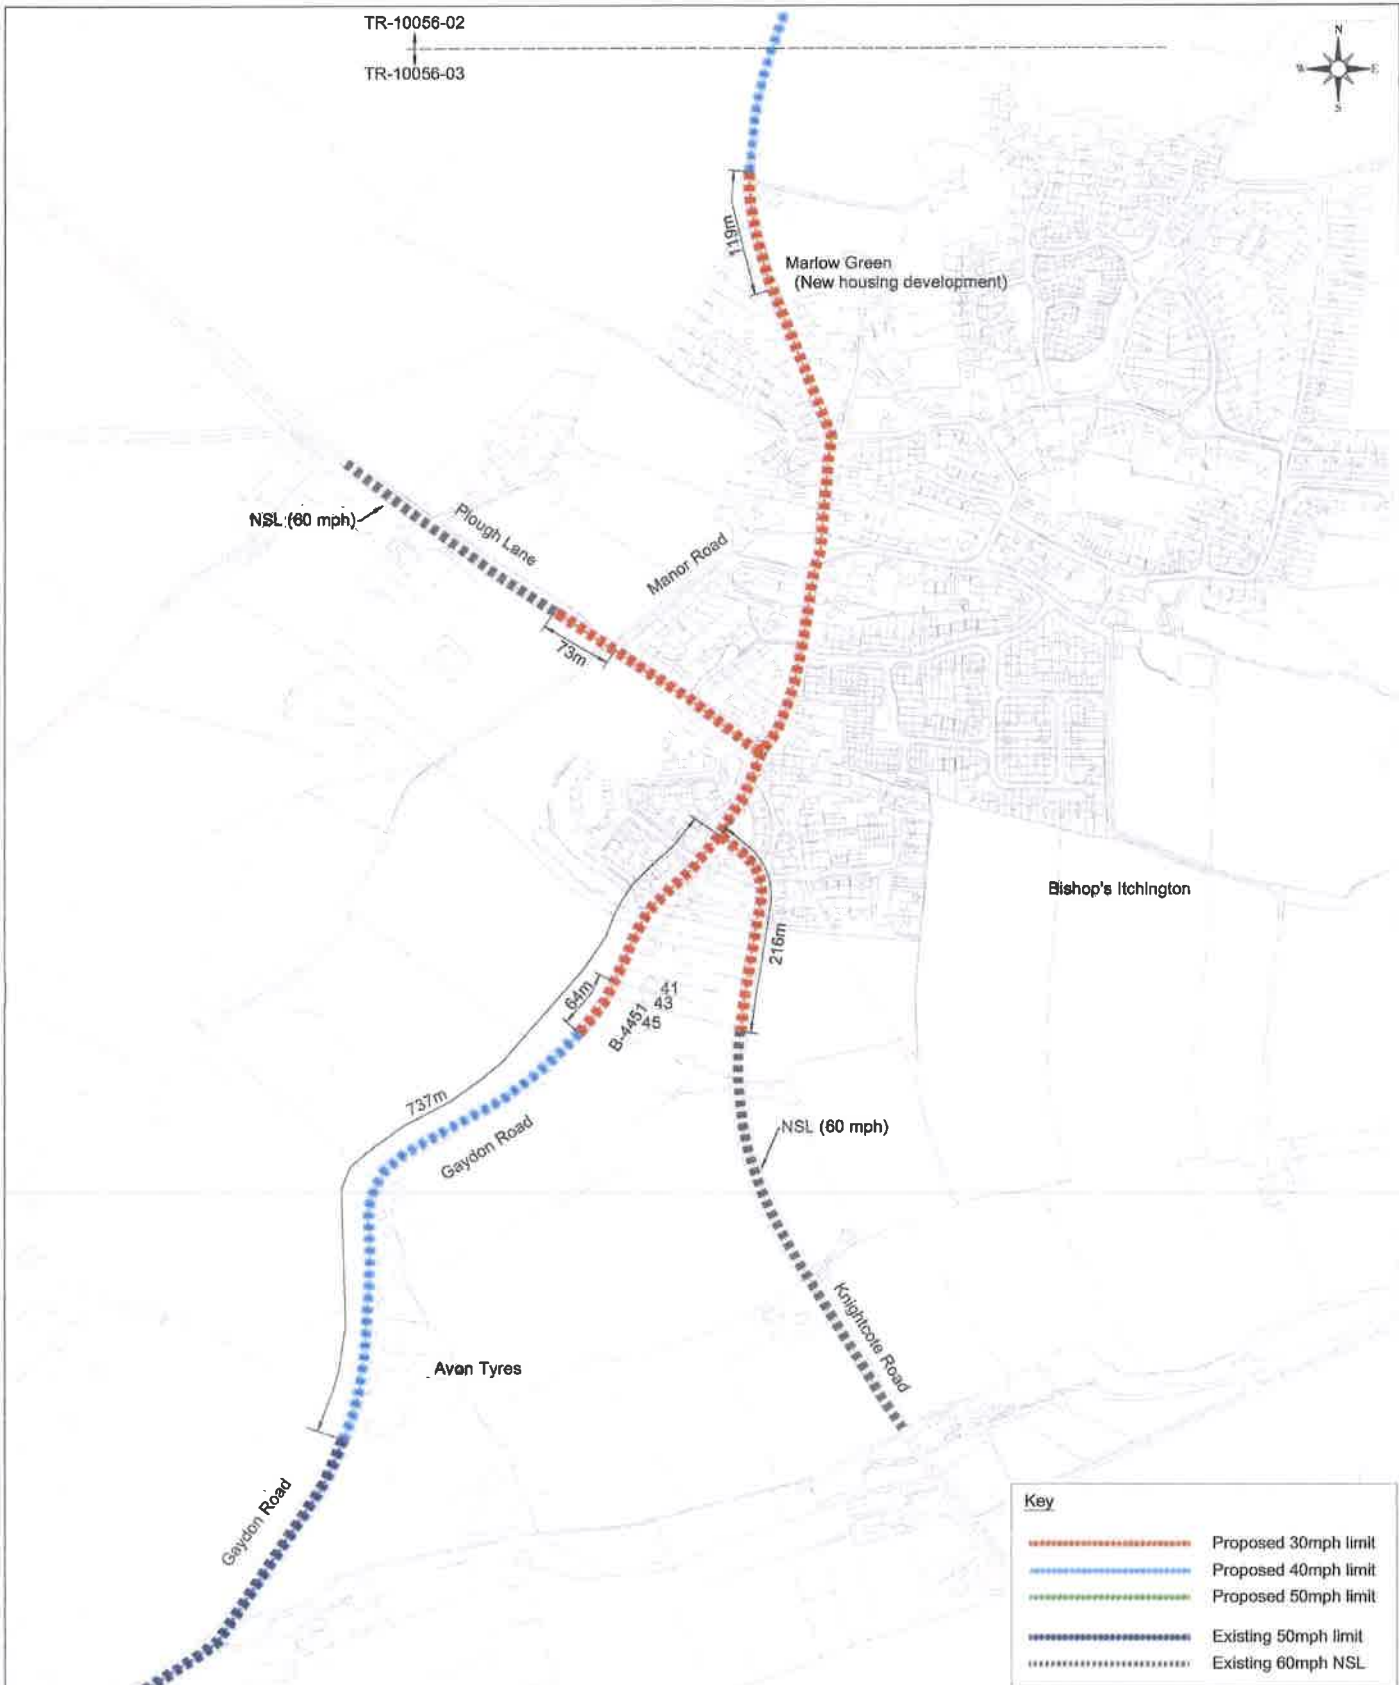 TR-10056-02
TR-10056-03
N
W
E
S
119m
Marlow Green
(New housing development)
NSL (60 mph)
Plough Lane
Manor Road
73m
Bishop's Itchington
216m
64m
41
43
45
B-4451
737m
Gaydon Road
NSL (60 mph)
Knightcote Road
Avon Tyres
Gaydon Road
Key
Proposed 30mph limit
Proposed 40mph limit
Proposed 50mph limit
Existing 50mph limit
Existing 60mph NSL